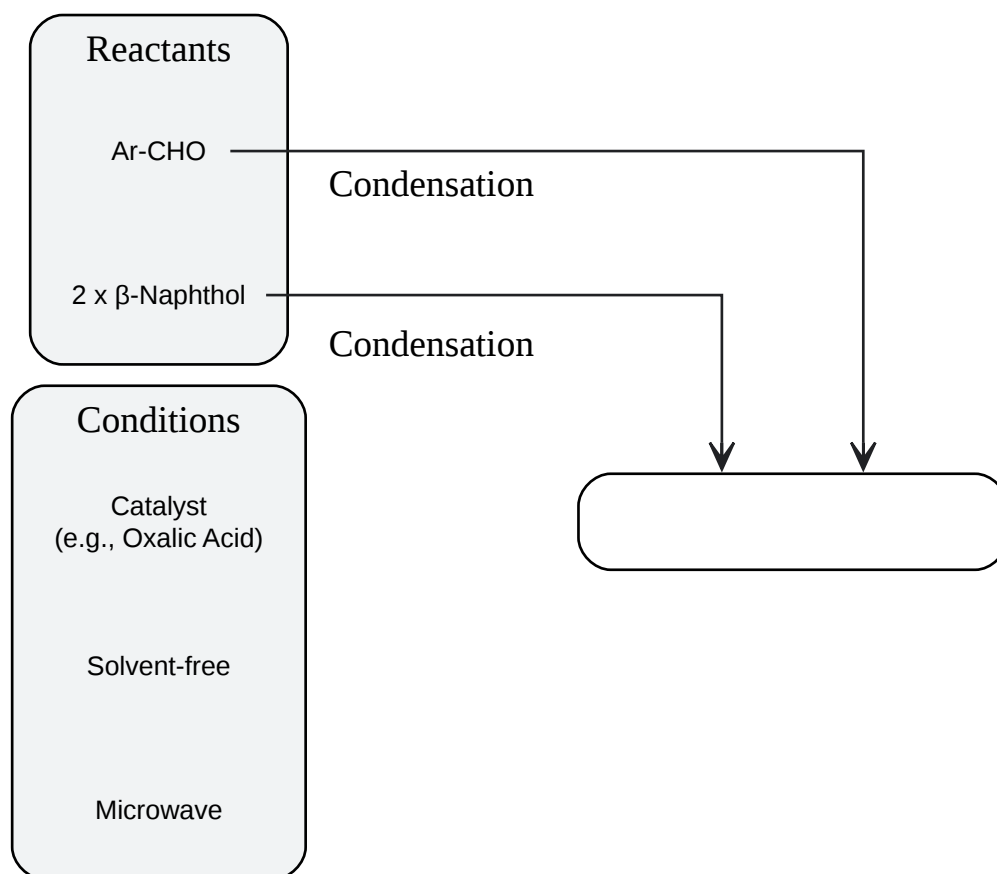 Reactants
Ar-CHO
Condensation
2 x β-Naphthol
Condensation
Conditions
Catalyst
(e.g., Oxalic Acid)
Solvent-free
Microwave